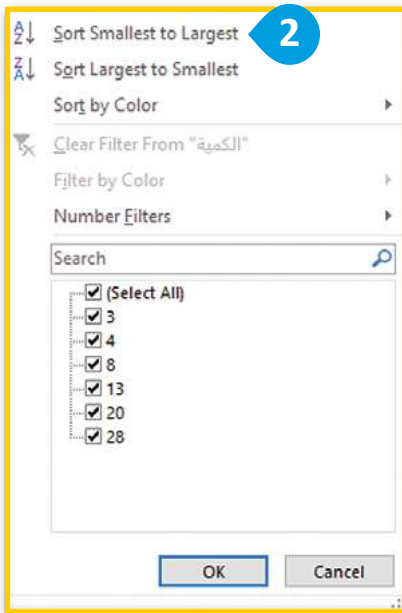 Sort Smallest to Largest
2
Sort Largest to Smallest
Sort by Color
Clear Filter From "الكمية"
Filter by Color
Number Filters
Search
(Select All)
3
4
8
13
20
28
OK Cancel